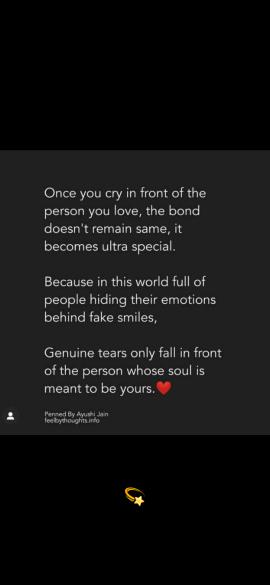 Once you cry in front of the
person you love, the bond
doesn't remain same, it
becomes ultra special.
Because in this world full of
people hiding their emotions
behind fake smiles,
Genuine tears only fall in front
of the person whose soul is
meant to be yours.❤️
Penned By Ayushi Jain
feelbythoughts.info